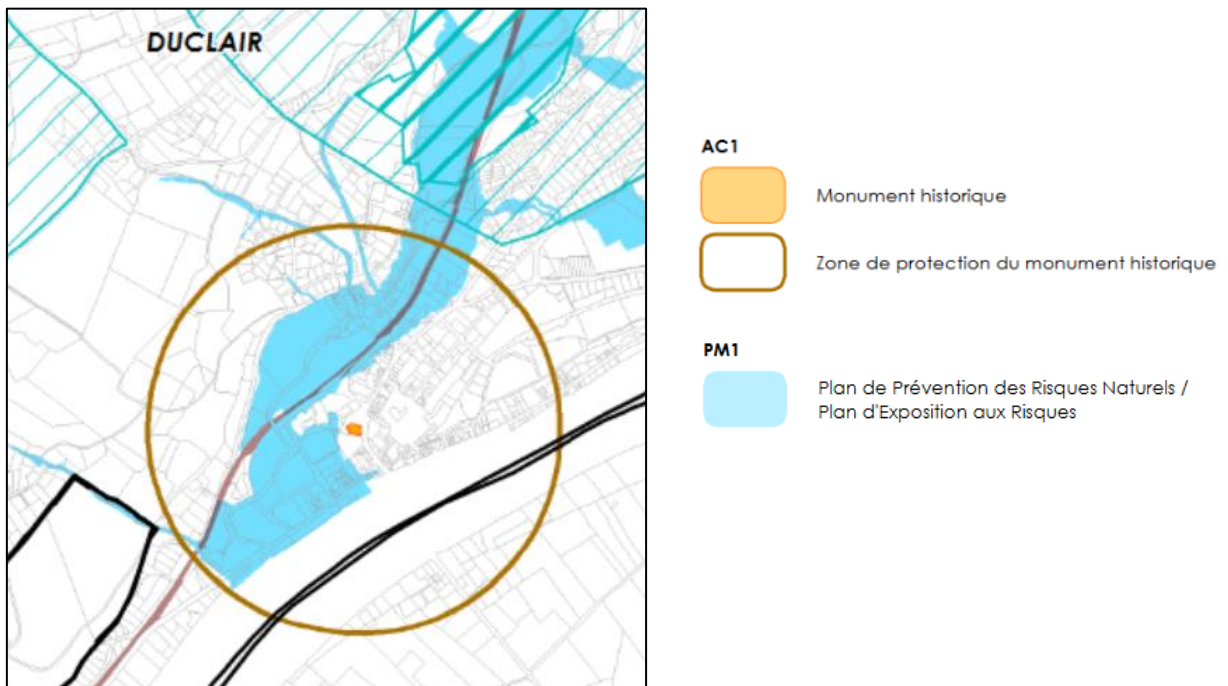 DUCLAIR
AC1
Monument historique
Zone de protection du monument historique
PM1
Plan de Prévention des Risques Naturels /
Plan d'Exposition aux Risques